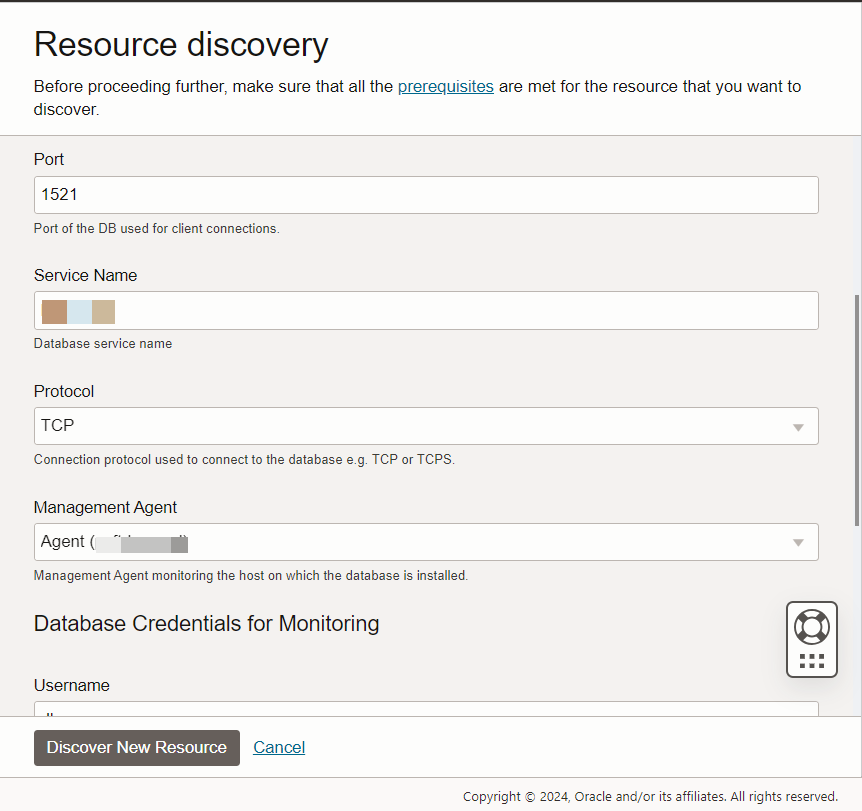 Resource discovery
Before proceeding further, make sure that all the prerequisites are met for the resource that you want to
discover.
Port
1521
Port of the DB used for client connections.
Service Name
Database service name
Protocol
TCP
Connection protocol used to connect to the database e.g. TCP or TCPS.
Management Agent
Agent (
Management Agent monitoring the host on which the database is installed.
Database Credentials for Monitoring
Username
Discover New Resource
Cancel
Copyright © 2024, Oracle and/or its affiliates. All rights reserved.